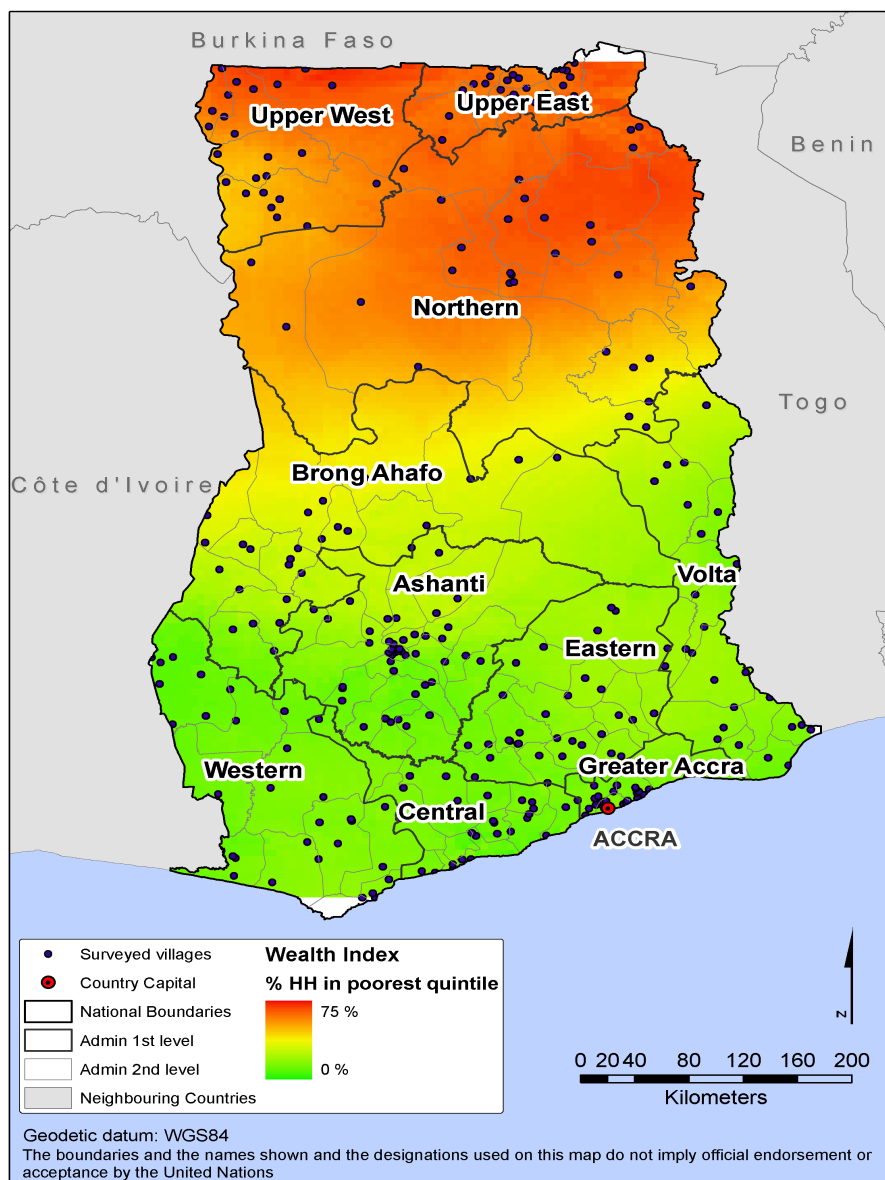 Burkina Faso
Upper West
Upper East
Benin
Northern
Togo
Brong Ahafo
Côte d'Ivoire
Ashanti
Volta
Eastern
Western
Greater Accra
Central
ACCRA
Surveyed villages
Country Capital
National Boundaries
Admin 1st level
Admin 2nd level
Neighbouring Countries
Wealth Index
% HH in poorest quintile
75 %
0 %
N
0 20 40 80 120 160 200
Kilometers
Geodetic datum: WGS84
The boundaries and the names shown and the designations used on this map do not imply official endorsement or
acceptance by the United Nations